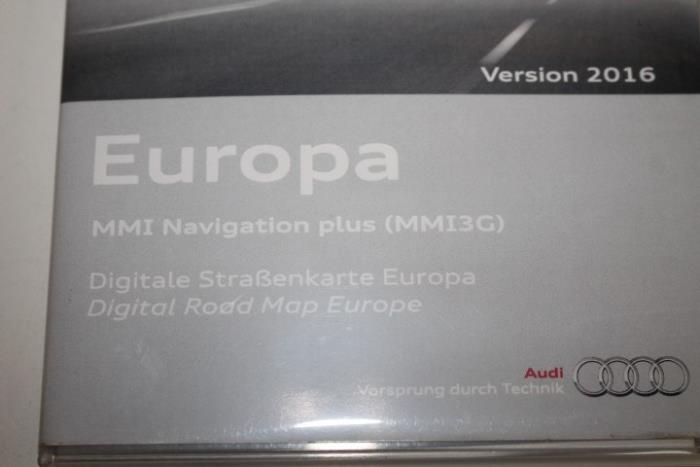 Version 2016
Europa
MMI Navigation plus (MMI3G)
Digitale Straßenkarte Europa
Digital Road Map Europe
Audi
Vorsprung durch Technik